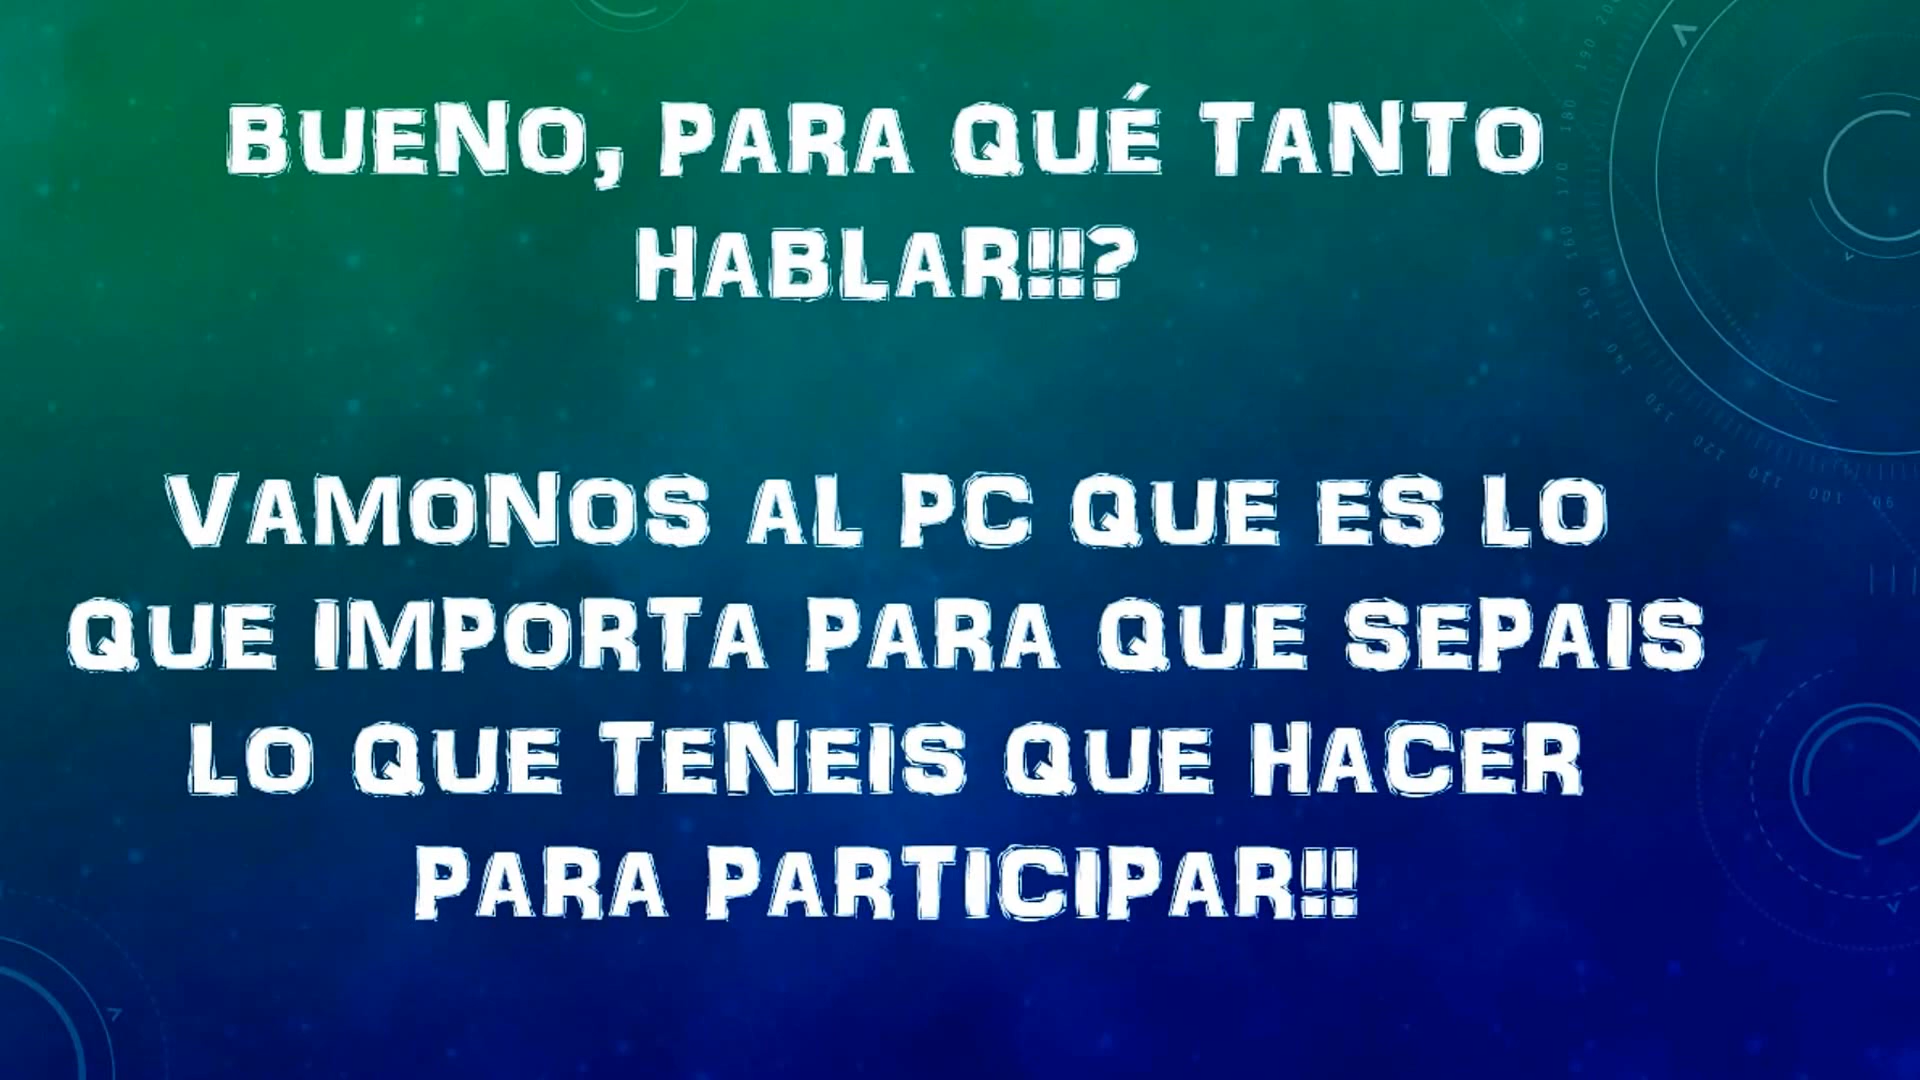 BUENO, PARA QUÉ TANTO
HABLAR!!?
VAMONOS AL PC QUE ES LO
QUE IMPORTA PARA QUE SEPAIS
LO QUE TENEIS QUE HACER
PARA PARTICIPAR!!